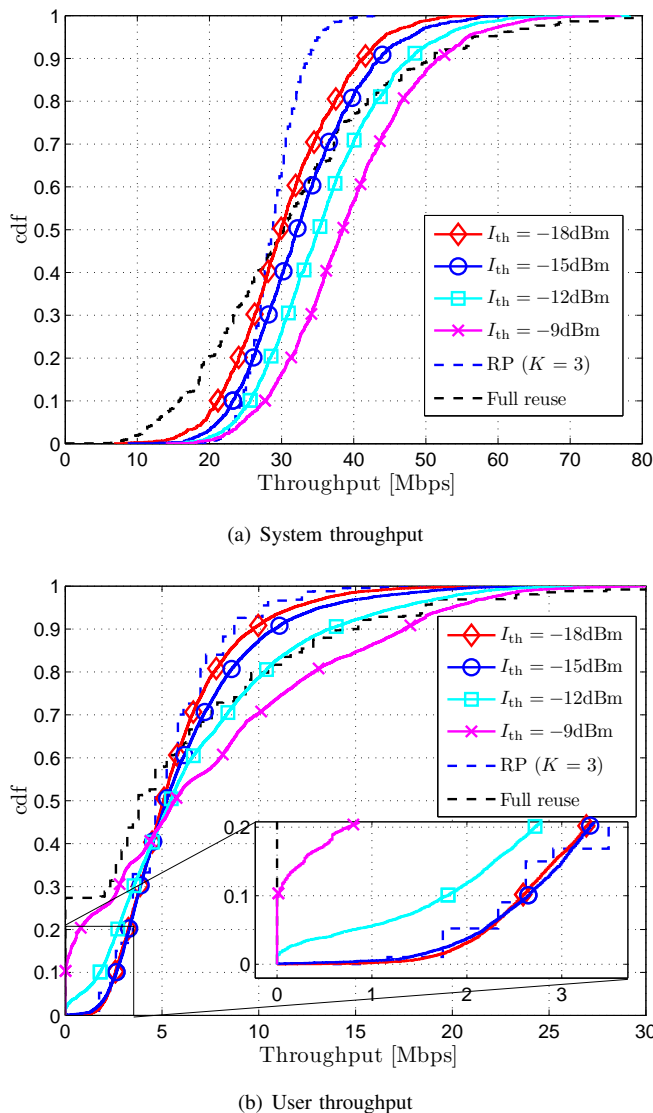 1
0.9
0.8
0.7
0.6
0.5
0.4
0.3
0.2
0.1
0
cdf
I_th = −18dBm
I_th = −15dBm
I_th = −12dBm
I_th = −9dBm
RP (K = 3)
Full reuse
0 10 20 30 40 50 60 70 80
Throughput [Mbps]
(a) System throughput
1
0.9
0.8
0.7
0.6
0.5
0.4
0.3
0.2
0.1
0
cdf
I_th = −18dBm
I_th = −15dBm
I_th = −12dBm
I_th = −9dBm
RP (K = 3)
Full reuse
0.2
0.1
0
0 1 2 3
0 5 10 15 20 25 30
Throughput [Mbps]
(b) User throughput